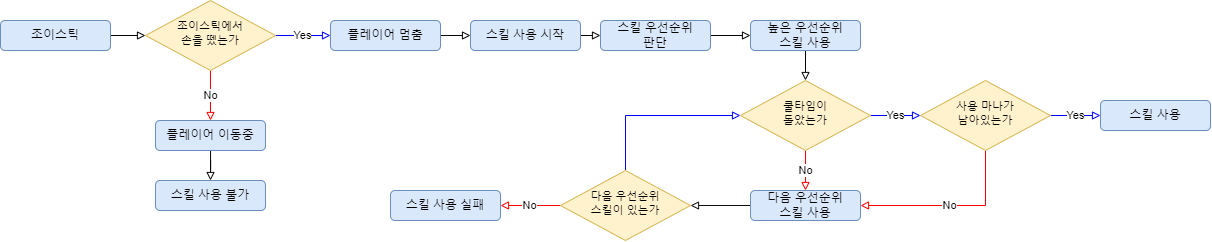 조이스틱
조이스틱에서
손을 뗐는가
Yes
플레이어 멈춤
스킬 사용 시작
스킬 우선순위
판단
높은 우선순위
스킬 사용
No
플레이어 이동중
스킬 사용 불가
쿨타임이
돌았는가
Yes
사용 마나가
남아있는가
Yes
스킬 사용
No
No
다음 우선순위
스킬 사용
다음 우선순위
스킬이 있는가
No
스킬 사용 실패